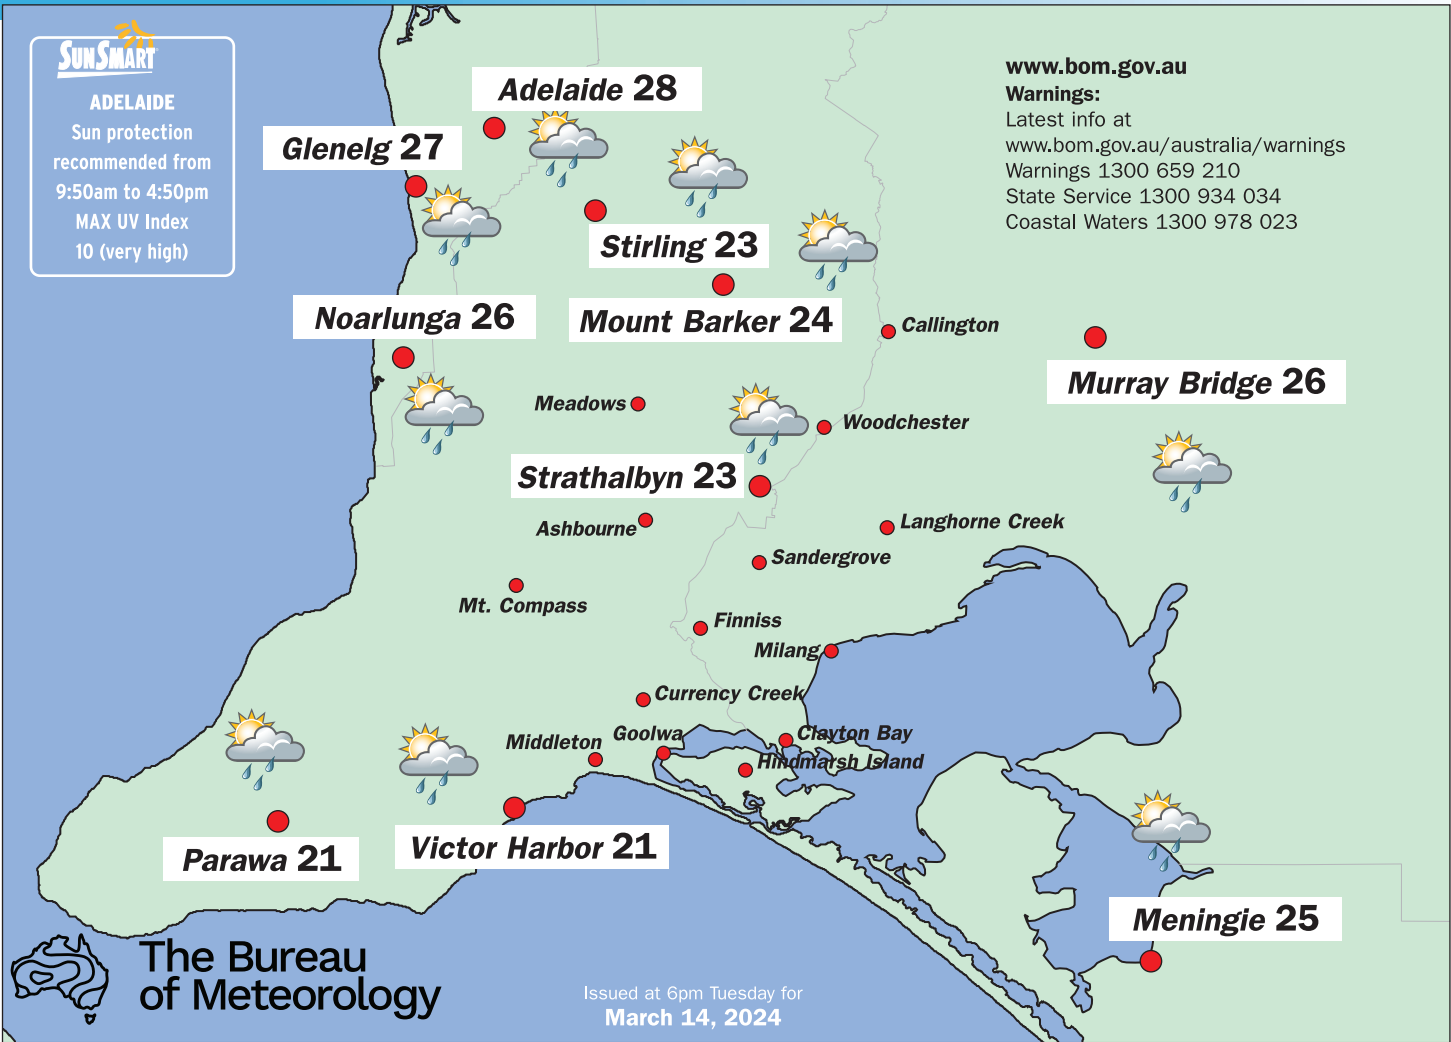 SUNSMART
ADELAIDE
Sun protection
recommended from
9:50am to 4:50pm
MAX UV Index
10 (very high)
www.bom.gov.au
Warnings:
Latest info at
www.bom.gov.au/australia/warnings
Warnings 1300 659 210
State Service 1300 934 034
Coastal Waters 1300 978 023
Adelaide 28
Glenelg 27
Stirling 23
Noarlunga 26
Mount Barker 24
Callington
Murray Bridge 26
Meadows
Woodchester
Strathalbyn 23
Ashbourne
Langhorne Creek
Sandergrove
Mt. Compass
Finniss
Milang
Currency Creek
Middleton
Goolwa
Clayton Bay
Hindmarsh Island
Parawa 21
Victor Harbor 21
Meningie 25
The Bureau
of Meteorology
Issued at 6pm Tuesday for
March 14, 2024